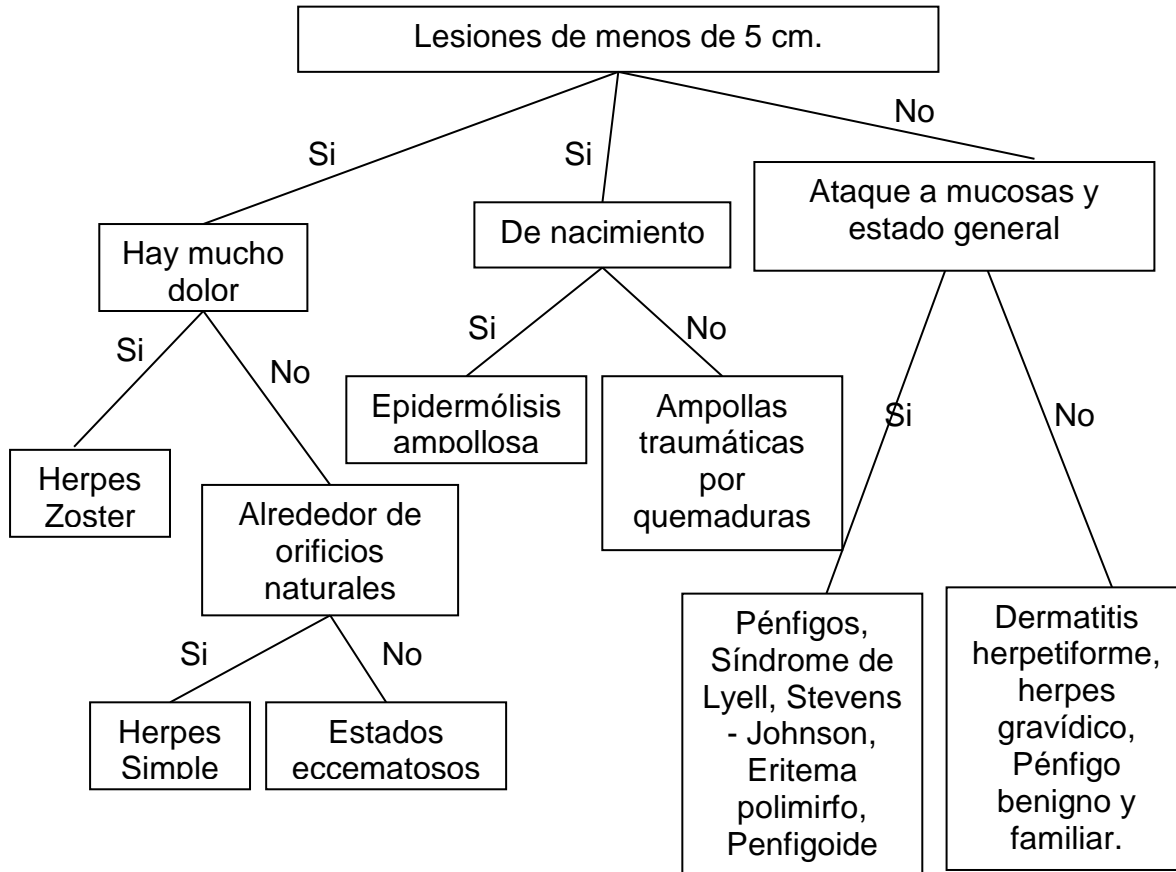 Lesiones de menos de 5 cm.
Si
Si
No
Hay mucho
dolor
De nacimiento
Ataque a mucosas y
estado general
Si
No
Si
No
Si
No
Herpes
Zoster
Alrededor de
orificios
naturales
Epidermólisis
ampollosa
Ampollas
traumáticas
por
quemaduras
Si
No
Herpes
Simple
Estados
eccematosos
Pénfigos,
Síndrome de
Lyell, Stevens
- Johnson,
Eritema
polimirfo,
Penfigoide
Dermatitis
herpetiforme,
herpes
gravídico,
Pénfigo
benigno y
familiar.